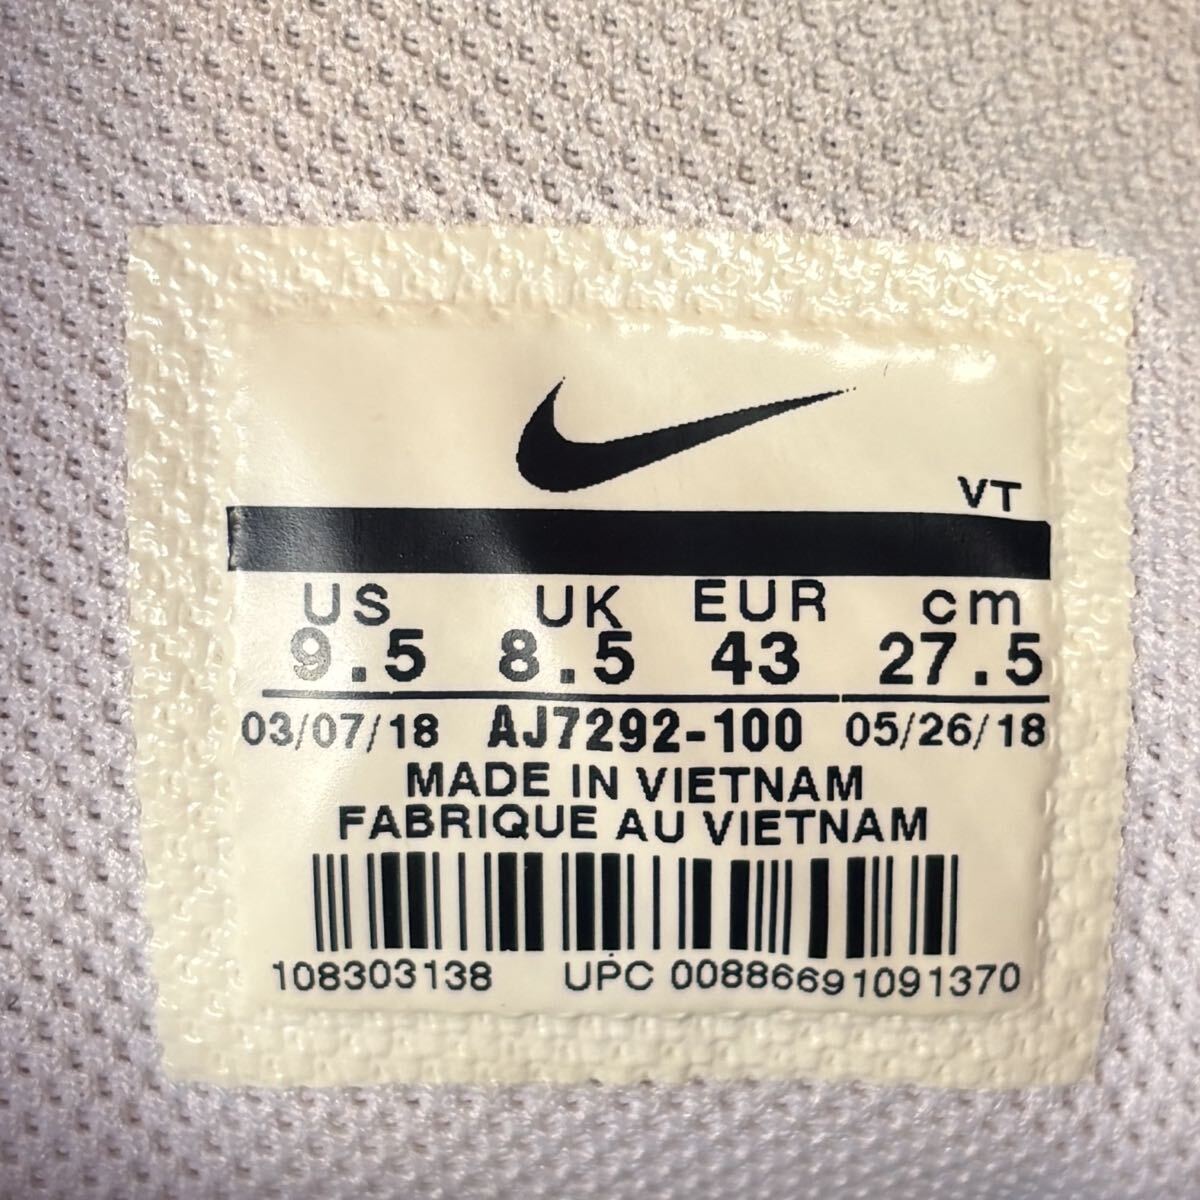 VT
US UK EUR cm
9.5 8.5 43 27.5
03/07/18 AJ7292-100 05/26/18
MADE IN VIETNAM
FABRIQUE AU VIETNAM
108303138 UPC 00886691091370